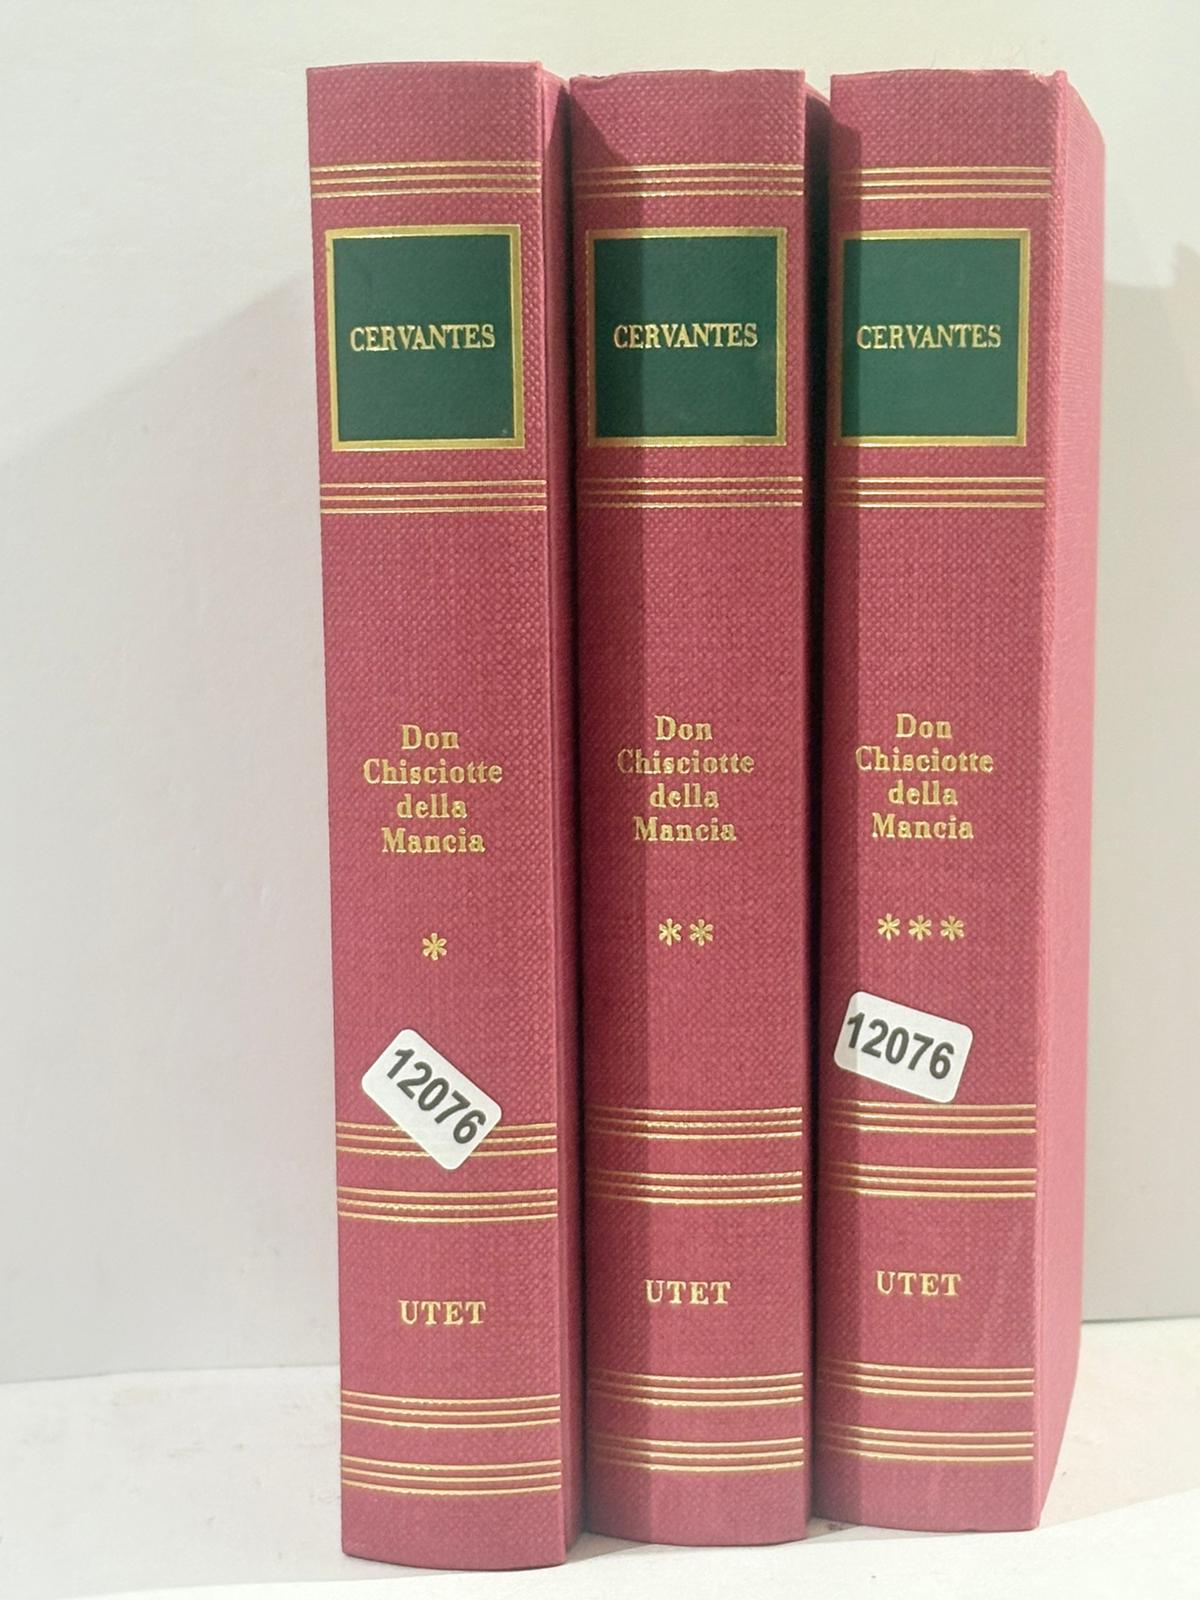 CERVANTES
Don
Chisciotte
della
Mancia
*
12076
UTET
CERVANTES
Don
Chisciotte
della
Mancia
**
UTET
CERVANTES
Don
Chisciotte
della
Mancia
***
12076
UTET